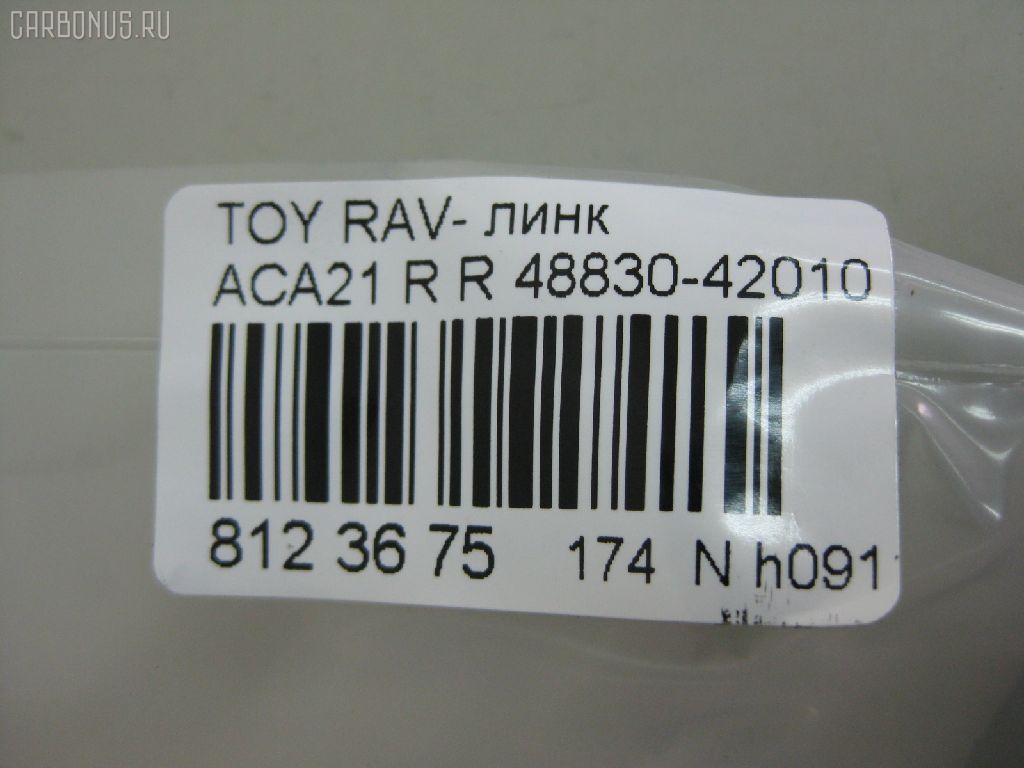 CARBONUS.RU
TOY RAV- линк
ACA21 R R 48830-42010
812 36 75 174 N h091